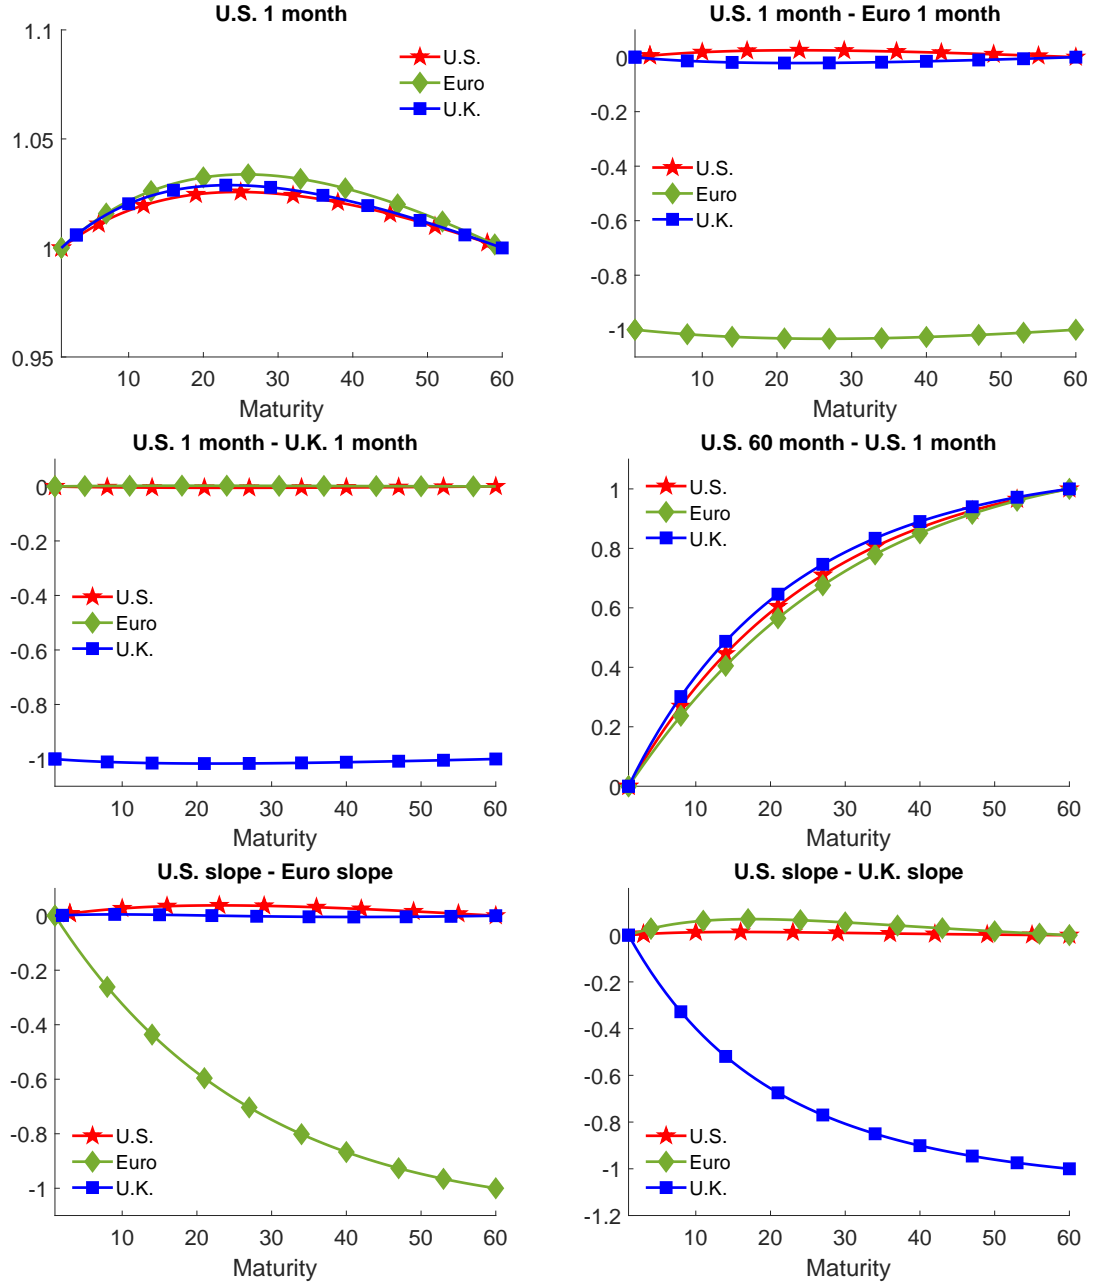 U.S. 1 month
1.1
1.05
1
0.95
U.S.
Euro
U.K.
10 20 30 40 50 60
Maturity
U.S. 1 month - Euro 1 month
0
-0.2
-0.4
-0.6
-0.8
-1
U.S.
Euro
U.K.
10 20 30 40 50 60
Maturity
U.S. 1 month - U.K. 1 month
0
-0.2
-0.4
-0.6
-0.8
-1
U.S.
Euro
U.K.
10 20 30 40 50 60
Maturity
U.S. 60 month - U.S. 1 month
1
0.8
0.6
0.4
0.2
0
U.S.
Euro
U.K.
10 20 30 40 50 60
Maturity
U.S. slope - Euro slope
0
-0.2
-0.4
-0.6
-0.8
-1
U.S.
Euro
U.K.
10 20 30 40 50 60
Maturity
U.S. slope - U.K. slope
0
-0.2
-0.4
-0.6
-0.8
-1
-1.2
U.S.
Euro
U.K.
10 20 30 40 50 60
Maturity